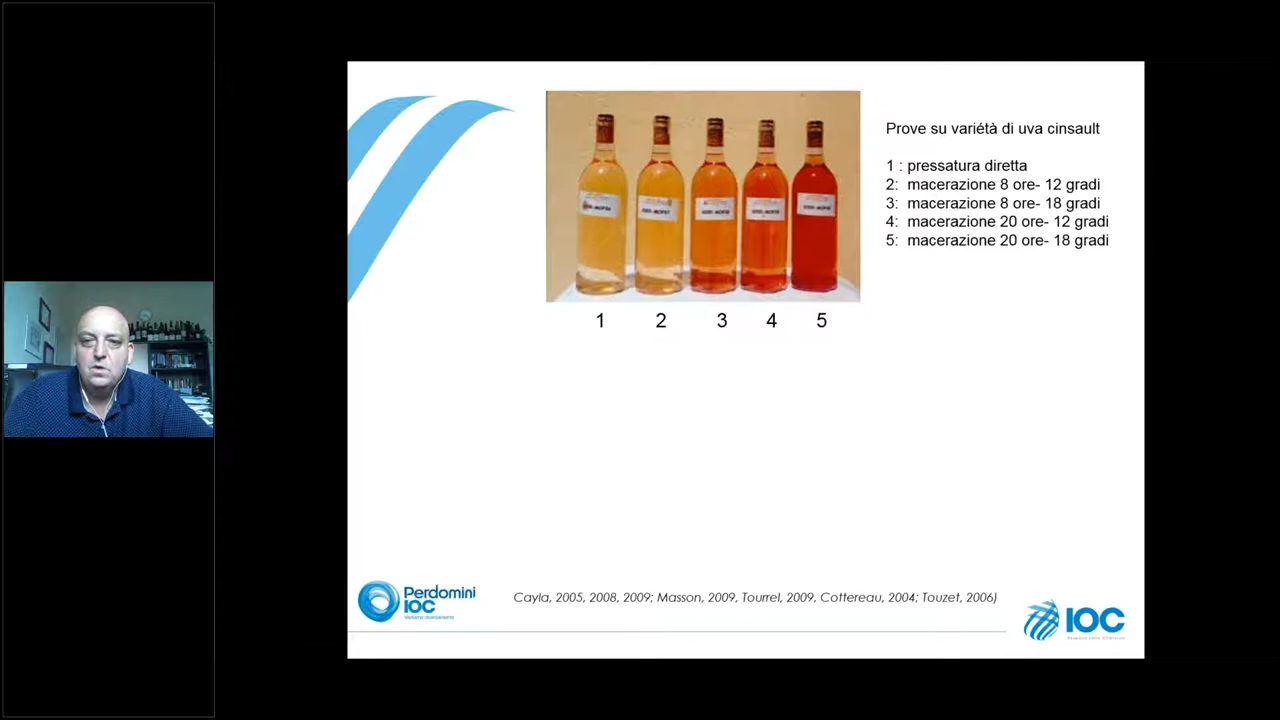 Prove su variétà di uva cinsault
1 : pressatura diretta
2: macerazione 8 ore- 12 gradi
3: macerazione 8 ore- 18 gradi
4: macerazione 20 ore- 12 gradi
5: macerazione 20 ore- 18 gradi
1 2 3 4 5
Cayla, 2005, 2008, 2009; Masson, 2009, Tourrel, 2009, Cottereau, 2004; Touzet, 2006)
Perdomini
IOC
IOC